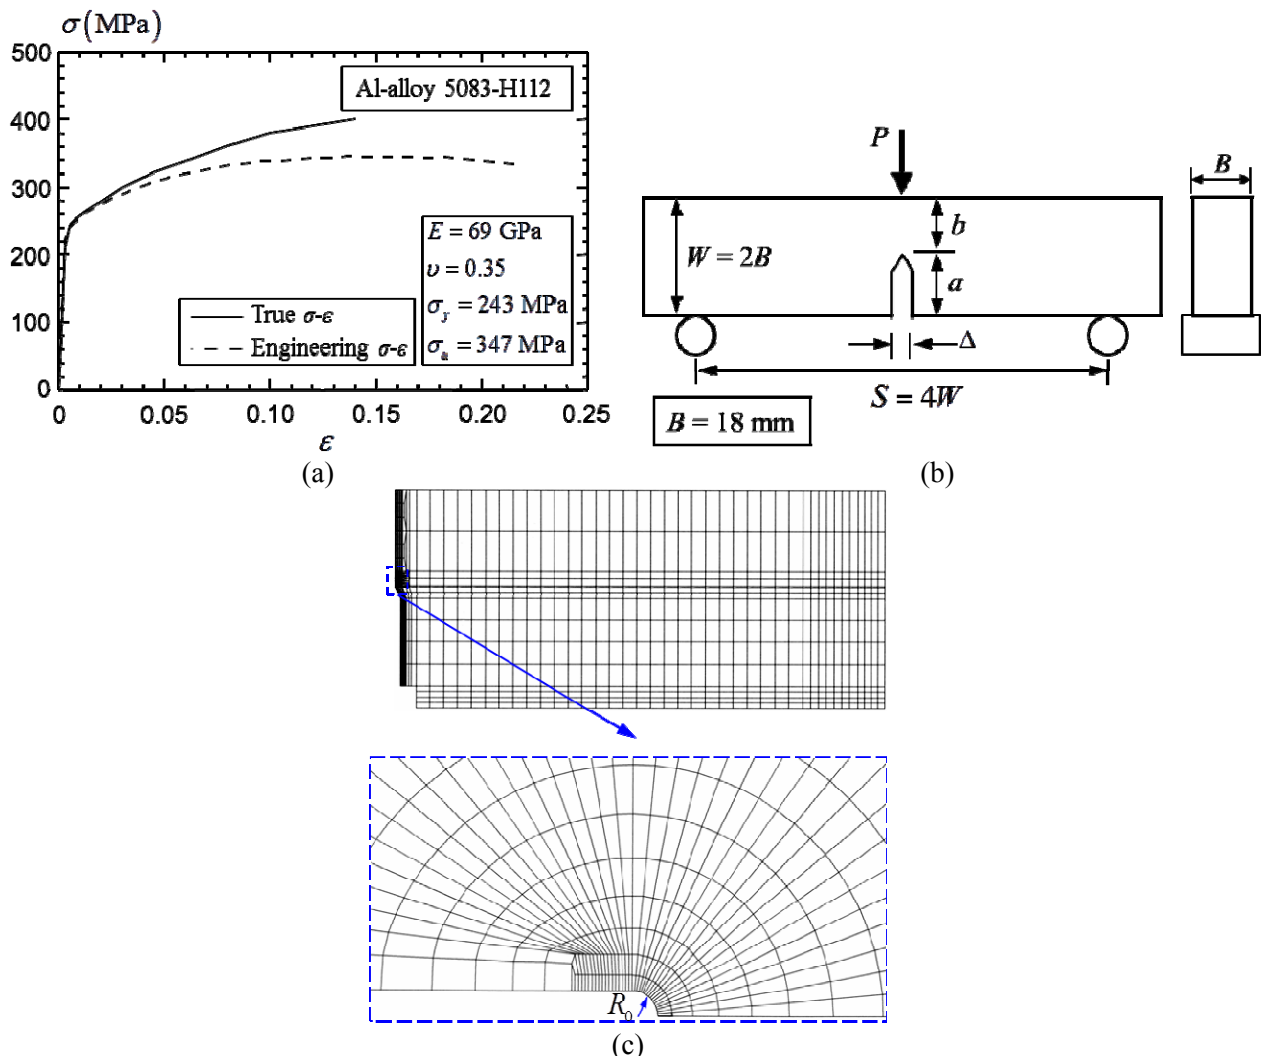 σ(MPa)
500
400
300
200
100
0
Al-alloy 5083-H112
E = 69 GPa
υ = 0.35
σy = 243 MPa
σu = 347 MPa
True σ-ε
Engineering σ-ε
0 0.05 0.10 0.15 0.20 0.25
ε
(a)
P
B
b
W = 2B
a
Δ
S = 4W
B = 18 mm
(b)
R₀
(c)